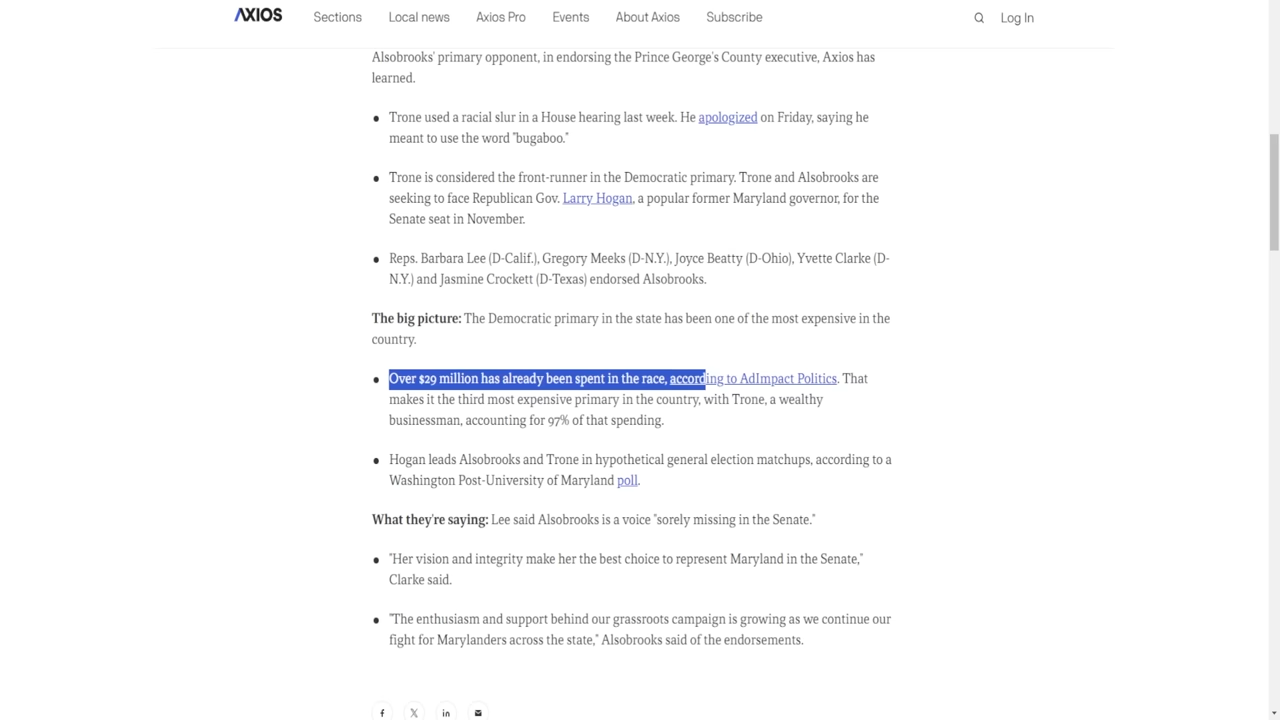 AXIOS Sections Local news Axios Pro Events About Axios Subscribe Log In
Alsobrooks' primary opponent, in endorsing the Prince George's County executive, Axios has
learned.
• Trone used a racial slur in a House hearing last week. He apologized on Friday, saying he
meant to use the word "bugaboo."
• Trone is considered the front-runner in the Democratic primary. Trone and Alsobrooks are
seeking to face Republican Gov. Larry Hogan, a popular former Maryland governor, for the
Senate seat in November.
• Reps. Barbara Lee (D-Calif.), Gregory Meeks (D-N.Y.), Joyce Beatty (D-Ohio), Yvette Clarke (D-
N.Y.) and Jasmine Crockett (D-Texas) endorsed Alsobrooks.
The big picture: The Democratic primary in the state has been one of the most expensive in the
country.
• Over $29 million has already been spent in the race, according to AdImpact Politics. That
makes it the third most expensive primary in the country, with Trone, a wealthy
businessman, accounting for 97% of that spending.
• Hogan leads Alsobrooks and Trone in hypothetical general election matchups, according to a
Washington Post-University of Maryland poll.
What they're saying: Lee said Alsobrooks is a voice "sorely missing in the Senate."
• "Her vision and integrity make her the best choice to represent Maryland in the Senate,"
Clarke said.
• "The enthusiasm and support behind our grassroots campaign is growing as we continue our
fight for Marylanders across the state," Alsobrooks said of the endorsements.